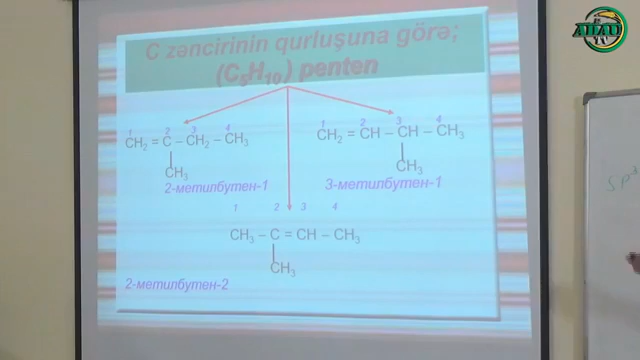 C zəncirinin qurluşuna görə;
(C5H10) penten
1 2 3 4
CH2 = C – CH2 – CH3
CH3
2-метилбутен-1
1 2 3 4
CH2 = CH – CH – CH3
CH3
3-метилбутен-1
1 2 3 4
CH3 – C = CH – CH3
CH3
2-метилбутен-2
SP3